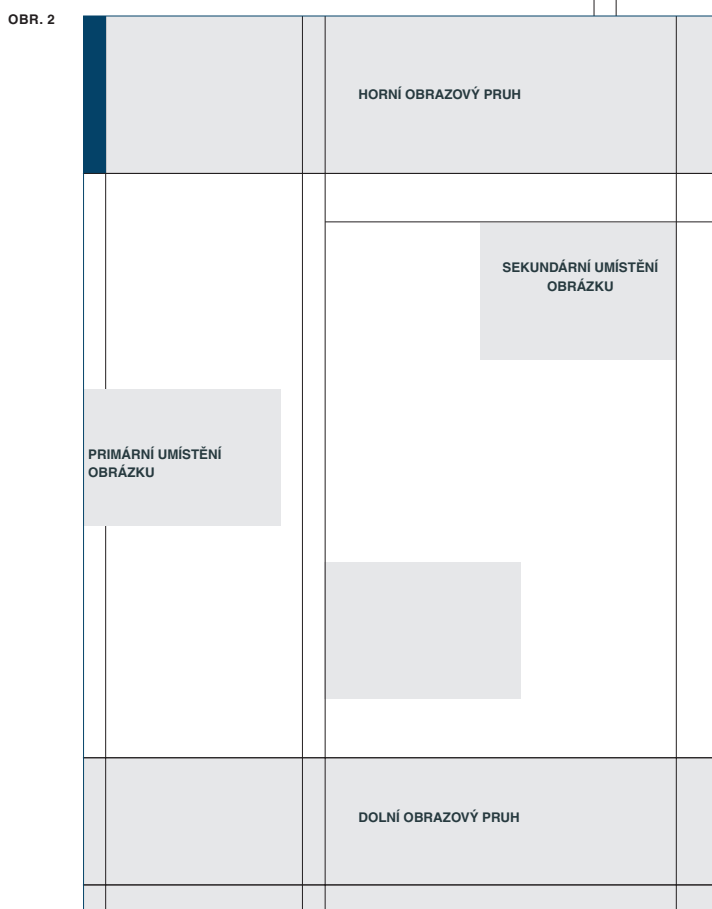 OBR. 2
HORNÍ OBRAZOVÝ PRUH
SEKUNDÁRNÍ UMÍSTĚNÍ
OBRÁZKU
PRIMÁRNÍ UMÍSTĚNÍ
OBRÁZKU
DOLNÍ OBRAZOVÝ PRUH